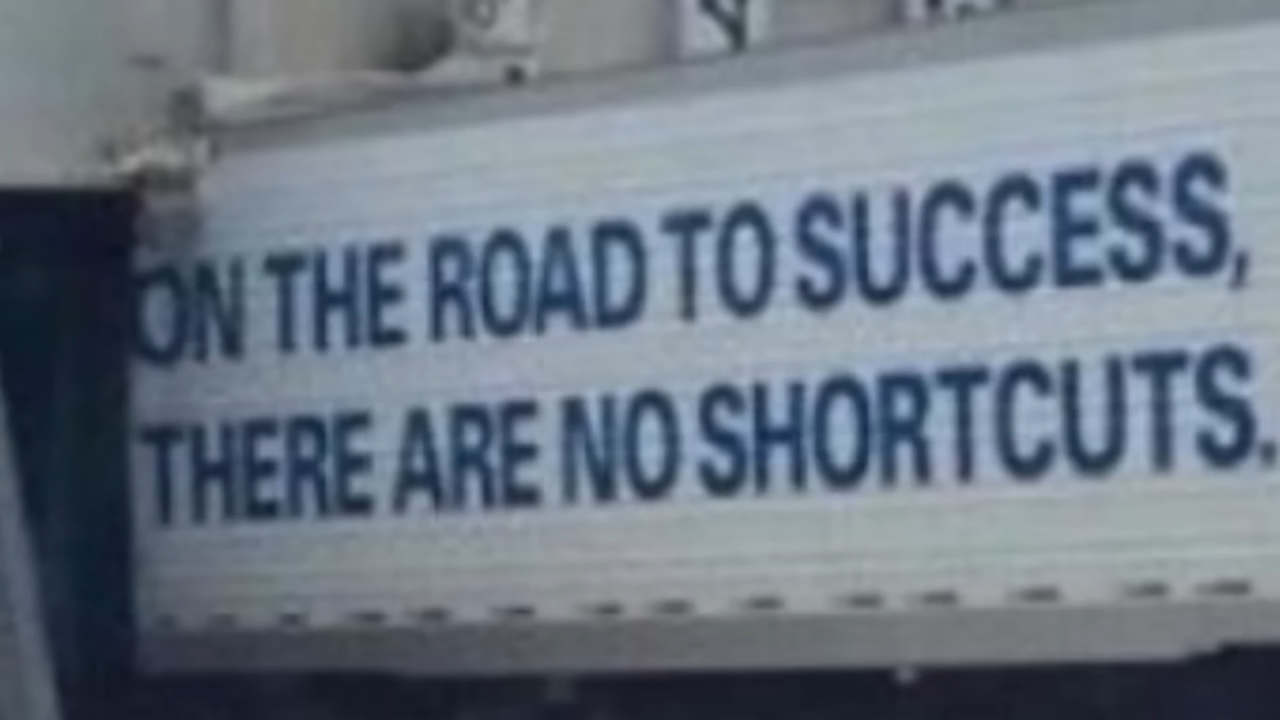 ON THE ROAD TO SUCCESS,
THERE ARE NO SHORTCUTS.